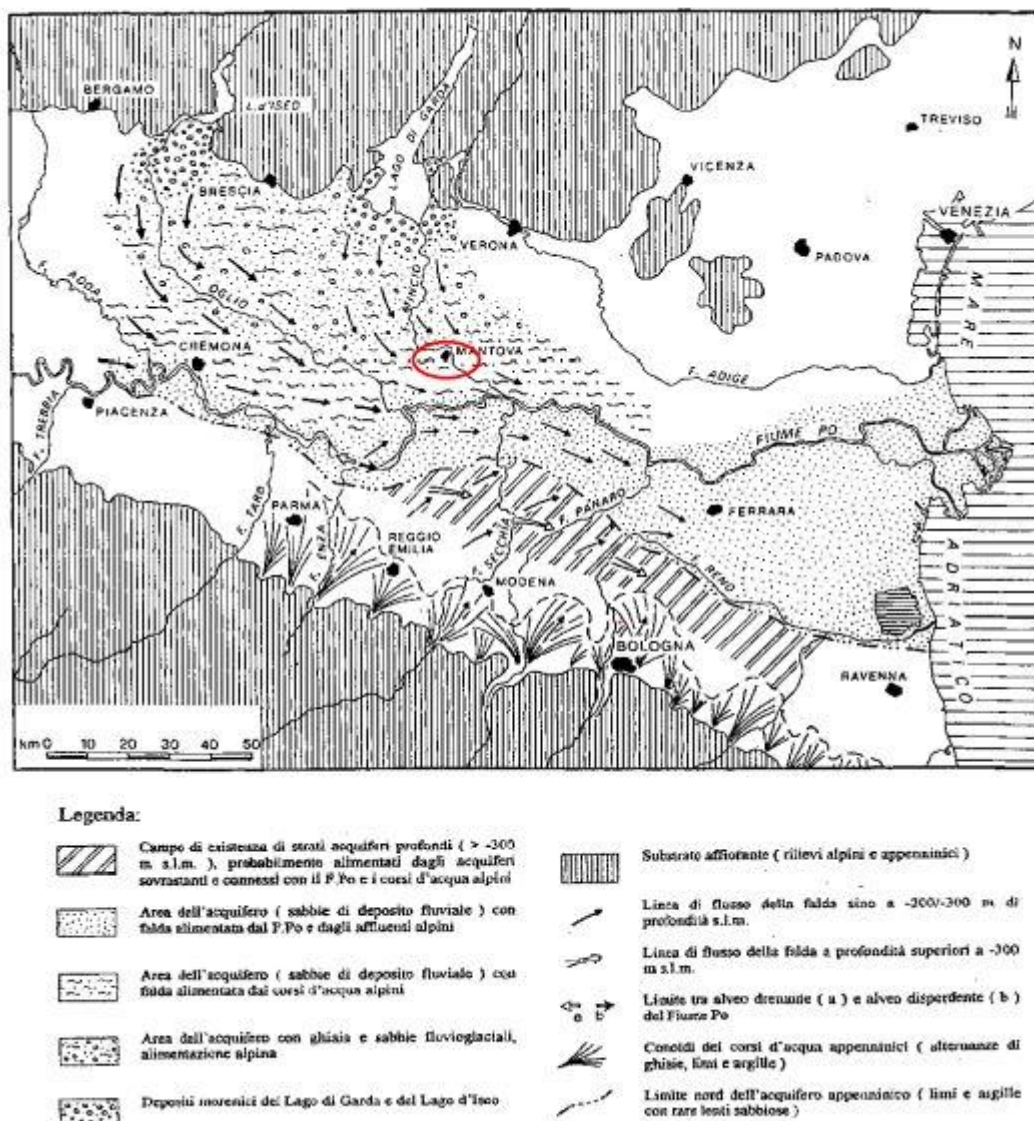 N
BERGAMO
L. d'ISEO
LAGO DI GARDA
TREVISO
BRESCIA
VICENZA
VENEZIA
VERONA
PADOVA
F. ADDA
F. OGLIO
MINCIO
MARE
CREMONA
MANTOVA
F. ADIGE
PIACENZA
F. TREBBIA
FIUME PO
F. TARO
PARMA
F. ENZA
REGGIO
EMILIA
F. SECCHIA
F. PANARO
FERRARA
MODENA
F. RENO
ADRIATICO
BOLOGNA
RAVENNA
km 0 10 20 30 40 50
Legenda:
Campo di existenza di strati acquiferi profondi ( > -300
m s.l.m. ), probabilmente alimentati dagli acquiferi
sovrastanti e connessi con il F.Po e i corsi d'acqua alpini
Area dell'acquifero ( sabbie di deposito fluviale ) con
falda alimentata dal F.Po e dagli affluenti alpini
Area dell'acquifero ( sabbie di deposito fluviale ) con
falda alimentata dai corsi d'acqua alpini
Area dell'acquifero con ghiaia e sabbie fluvioglaciali,
alimentazione alpina
Depositi morenici del Lago di Garda e del Lago d'Iseo
Substrato affiorante ( rilievi alpini e appenninici )
Linea di flusso della falda sino a -200/-300 m di
profondità s.l.m.
Linea di flusso della falda a profondità superiori a -300
m s.l.m.
a b
Limite tra alveo drenante ( a ) e alveo disperdente ( b )
del Fiume Po
Conoidi dei corsi d'acqua appenninici ( alternanze di
ghiaie, limi e argille )
Limite nord dell'acquifero appenninico ( limi e argille
con rare lenti sabbiose )